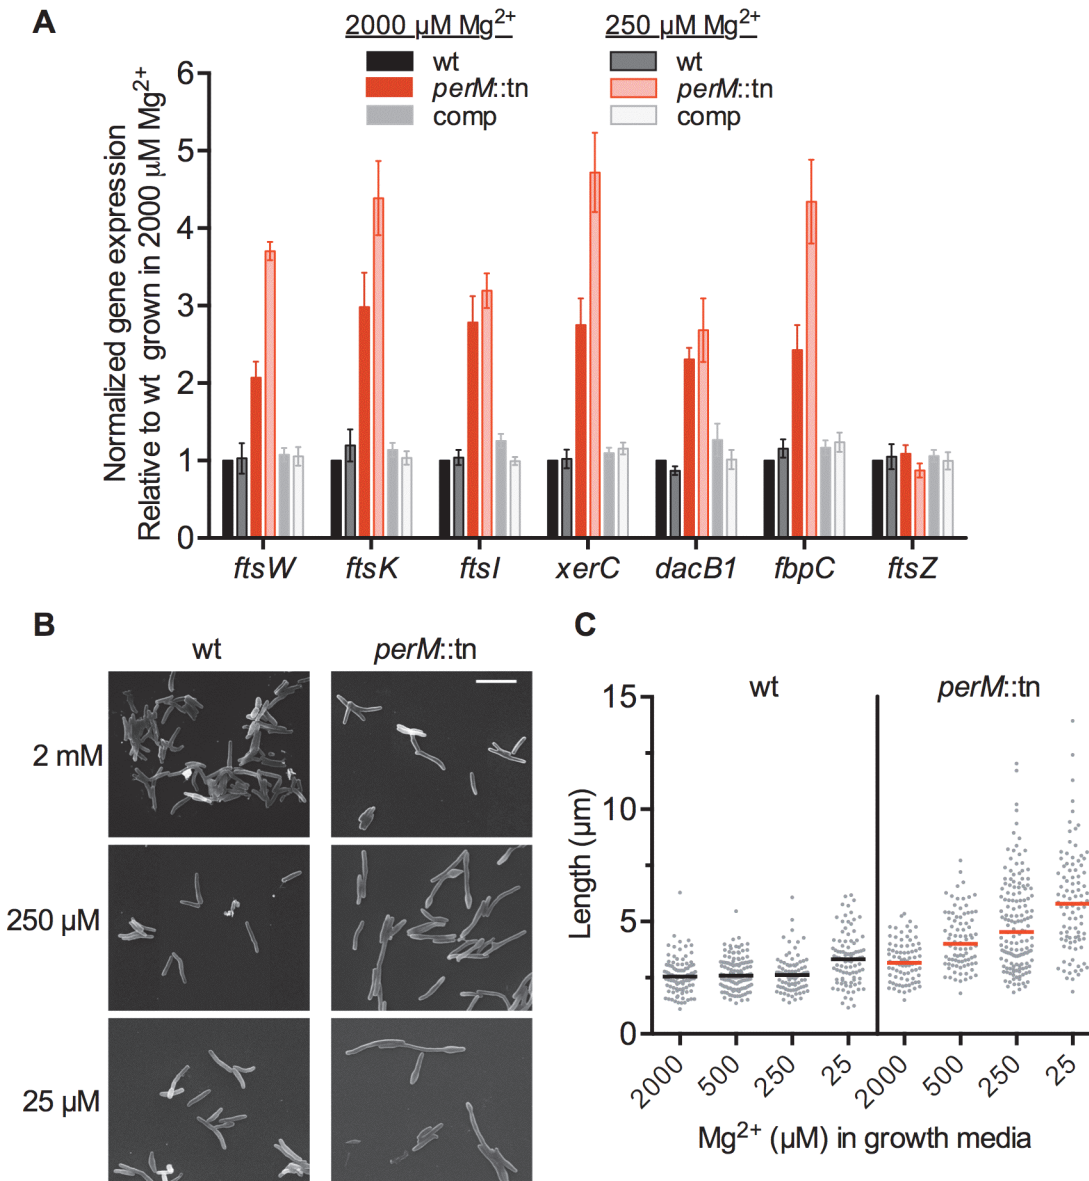 A
2000 µM Mg2+ 250 µM Mg2+
wt wt
perM::tn perM::tn
comp comp
Normalized gene expression
Relative to wt grown in 2000 µM Mg2+
6
5
4
3
2
1
0
ftsW ftsK ftsI xerC dacB1 fbpC ftsZ
B
wt perM::tn
2 mM
250 µM
25 µM
C
wt perM::tn
Length (µm)
15
10
5
0
2000 500 250 25 2000 500 250 25
Mg2+ (µM) in growth media